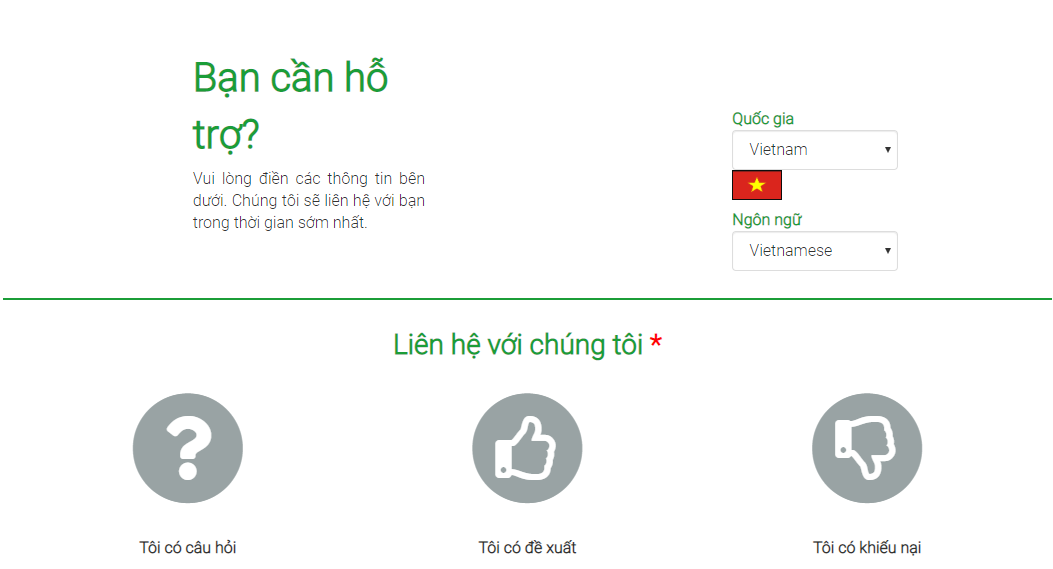 Bạn cần hỗ
trợ?
Vui lòng điền các thông tin bên
dưới. Chúng tôi sẽ liên hệ với bạn
trong thời gian sớm nhất.
Quốc gia
Vietnam
Ngôn ngữ
Vietnamese
Liên hệ với chúng tôi *
Tôi có câu hỏi
Tôi có đề xuất
Tôi có khiếu nại